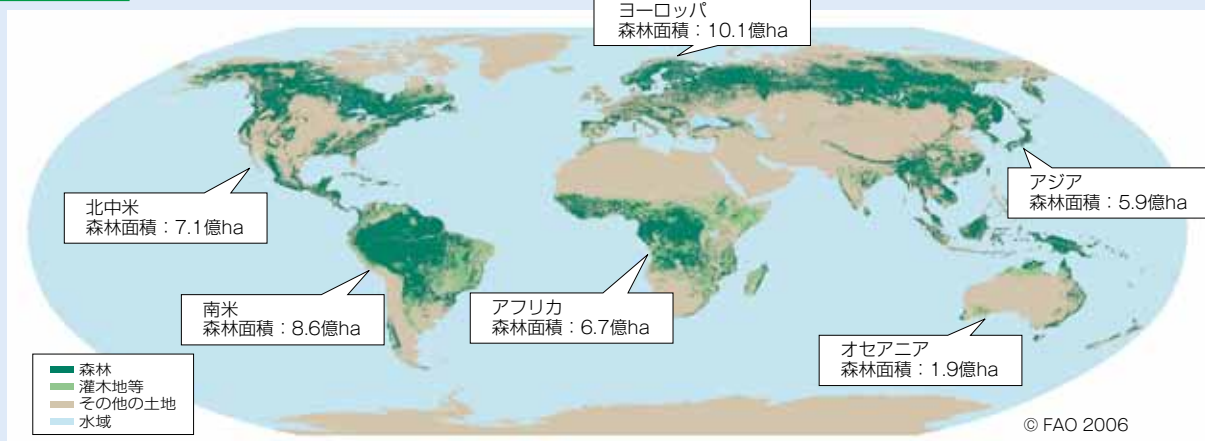 ヨーロッパ
森林面積：10.1億ha
北中米
森林面積：7.1億ha
アジア
森林面積：5.9億ha
南米
森林面積：8.6億ha
アフリカ
森林面積：6.7億ha
オセアニア
森林面積：1.9億ha
森林
灌木地等
その他の土地
水域
© FAO 2006